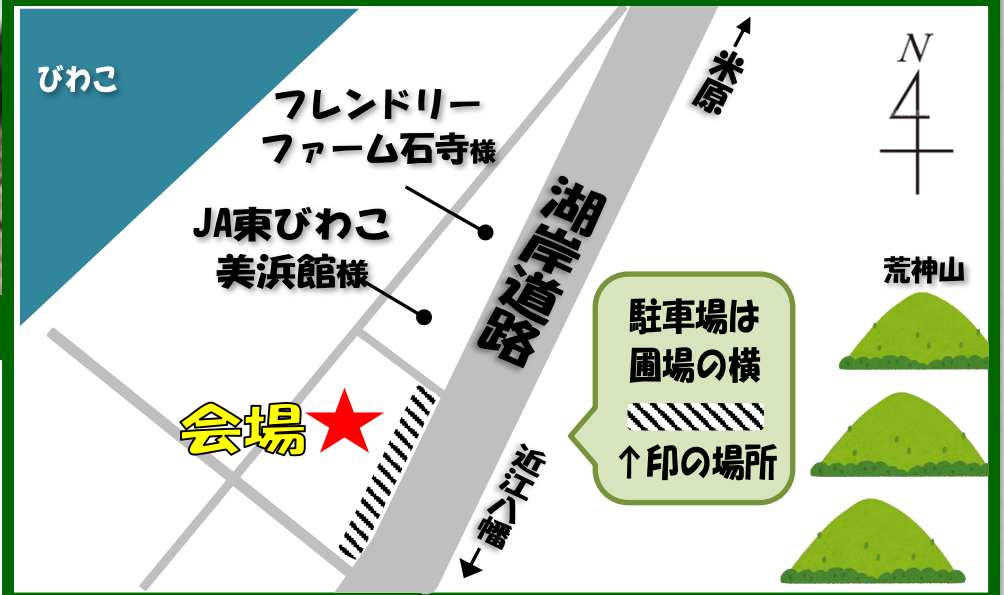 びわこ
フレンドリー
ファーム石寺様
JA東びわこ
美浜館様
湖岸道路
米原
N
荒神山
駐車場は
圃場の横
↑印の場所
会場
近江八幡